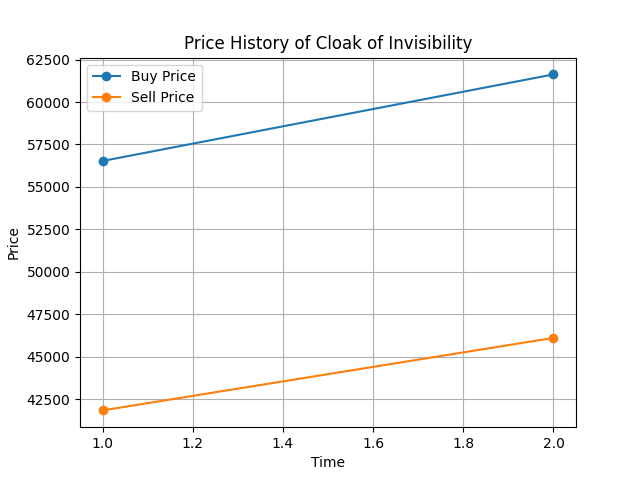 Price History of Cloak of Invisibility
Buy Price
Sell Price
62500
60000
57500
55000
52500
50000
47500
45000
42500
Price
1.0 1.2 1.4 1.6 1.8 2.0
Time